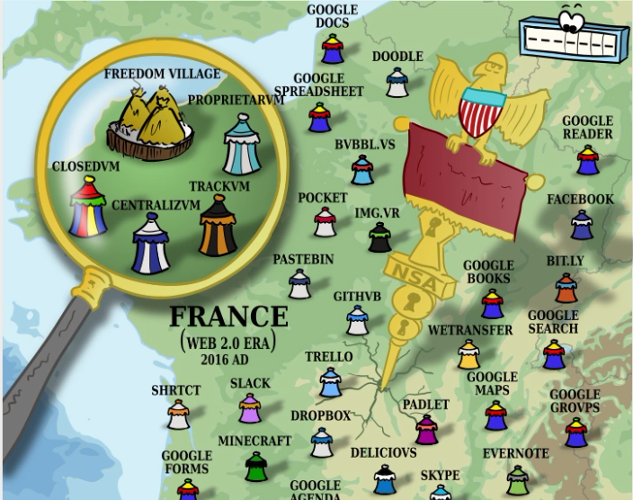 GOOGLE
DOCS
DOODLE
FREEDOM VILLAGE
GOOGLE
SPREADSHEET
PROPRIETARVM
GOOGLE
READER
BVBBL.VS
CLOSEDVM
TRACKVM
CENTRALIZVM
POCKET
IMG.VR
FACEBOOK
PASTEBIN
NSA
GOOGLE
BOOKS
BIT.LY
GITHVB
FRANCE
(WEB 2.0 ERA)
2016 AD
WETRANSFER
GOOGLE
SEARCH
TRELLO
SHRTCT
SLACK
PADLET
GOOGLE
MAPS
GOOGLE
GROVPS
DROPBOX
MINECRAFT
DELICIOVS
EVERNOTE
GOOGLE
FORMS
SKYPE
GOOGLE
AGENDA